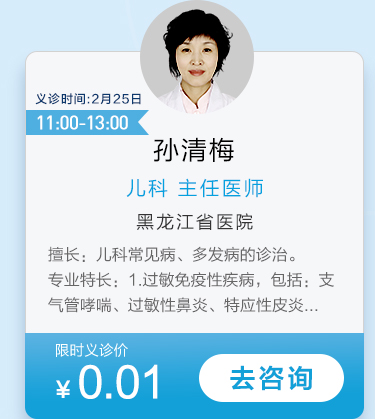 义诊时间:2月25日
11:00-13:00
孙清梅
儿科 主任医师
黑龙江省医院
擅长：儿科常见病、多发病的诊治。
专业特长：1.过敏免疫性疾病，包括：支
气管哮喘、过敏性鼻炎、特应性皮炎...
限时义诊价
¥ 0.01
去咨询